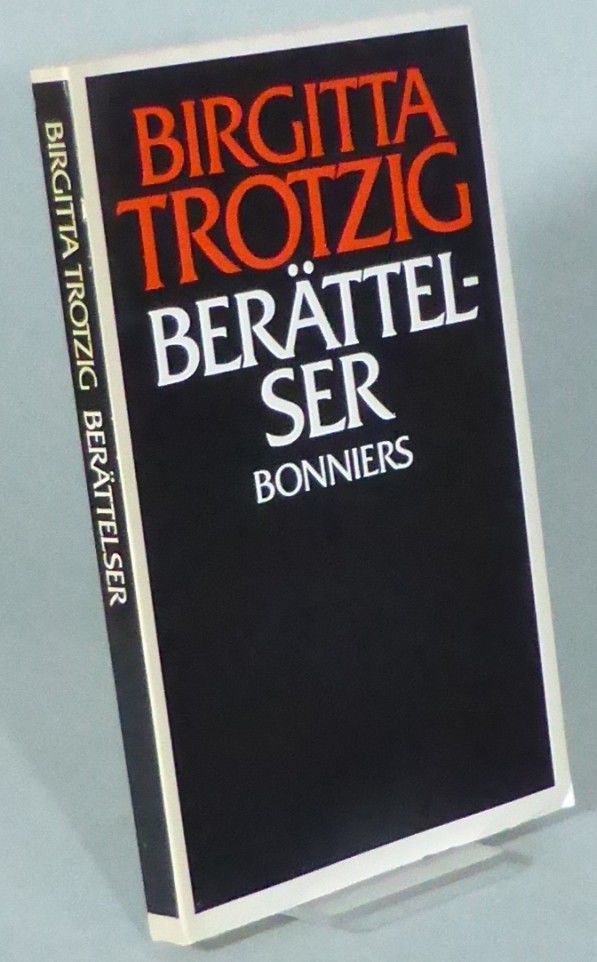 BIRGITTA
TROTZIG
BERÄTTEL-
SER
BONNIERS
BIRGITTA TROTZIG BERÄTTELSER